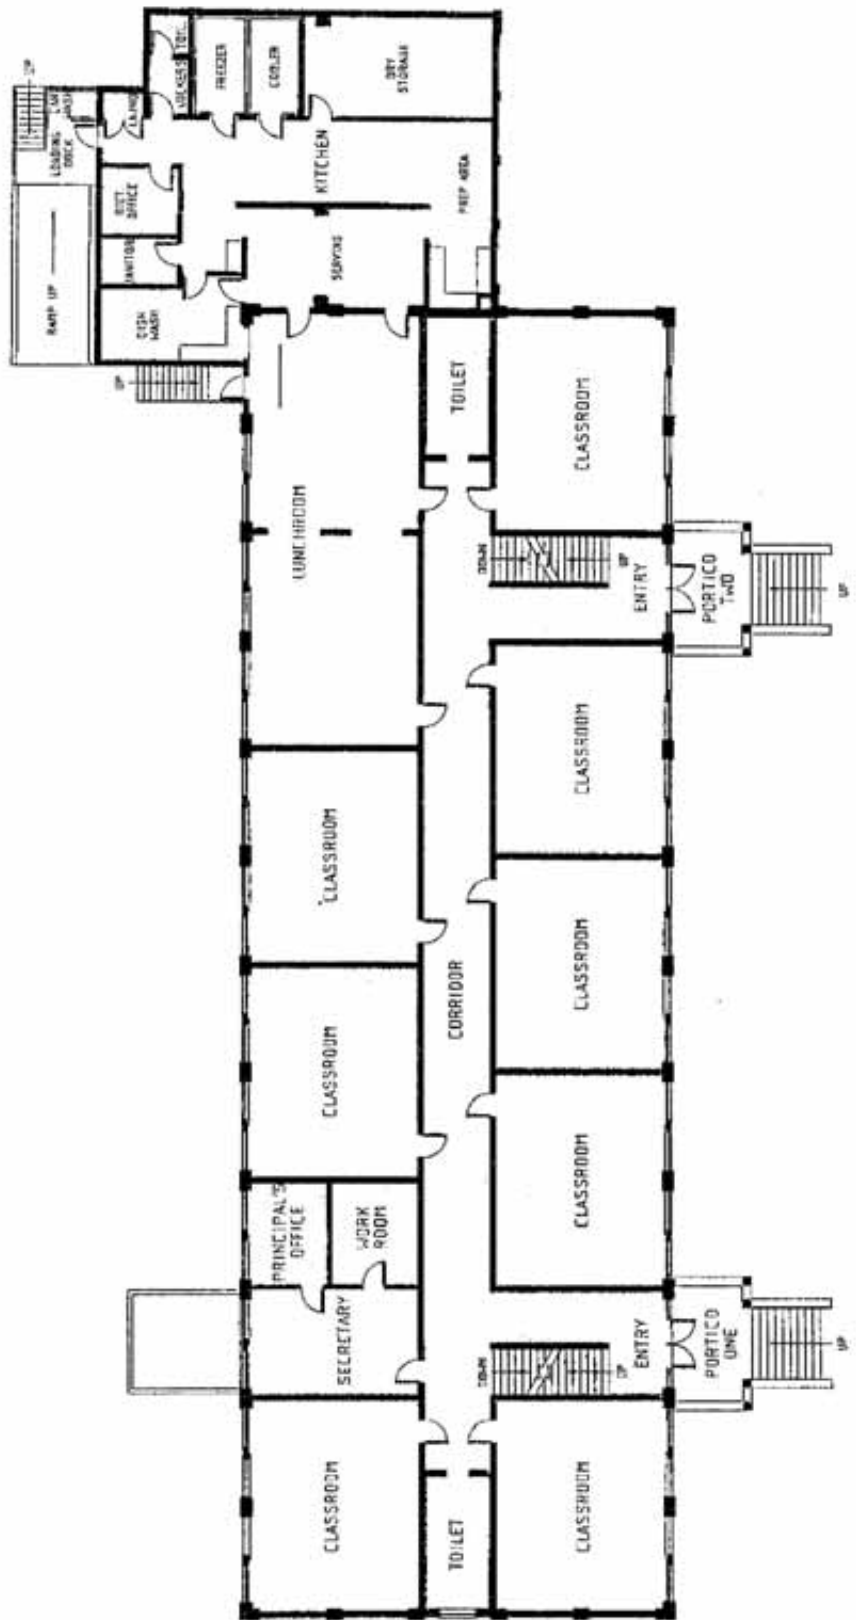 UP
LOADING
DOCK
RAMP UP
LOCKERS
FREEZER
COOLER
DRY
STORAGE
KITCHEN
PREP AREA
OFFICE
JANITOR
SERVING
DISH
WASH
UP
TOILET
CLASSROOM
LUNCHROOM
DOWN
UP
ENTRY
PORTICO
TWO
UP
CLASSROOM
CLASSROOM
CLASSROOM
CORRIDOR
CLASSROOM
CLASSROOM
PRINCIPAL'S
OFFICE
WORK
ROOM
CLASSROOM
SECRETARY
DOWN
UP
ENTRY
PORTICO
ONE
UP
CLASSROOM
TOILET
CLASSROOM